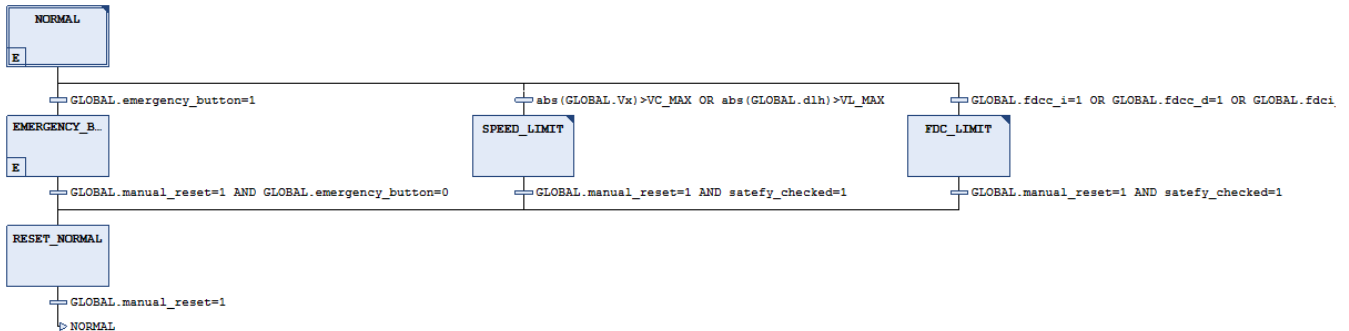 NORMAL
E
GLOBAL.emergency_button=1
abs(GLOBAL.Vx)>VC_MAX OR abs(GLOBAL.dlh)>VL_MAX
GLOBAL.fdcc_i=1 OR GLOBAL.fdcc_d=1 OR GLOBAL.fdci_
EMERGENCY_B…
SPEED_LIMIT
FDC_LIMIT
E
GLOBAL.manual_reset=1 AND GLOBAL.emergency_button=0
GLOBAL.manual_reset=1 AND satefy_checked=1
GLOBAL.manual_reset=1 AND satefy_checked=1
RESET_NORMAL
GLOBAL.manual_reset=1
NORMAL